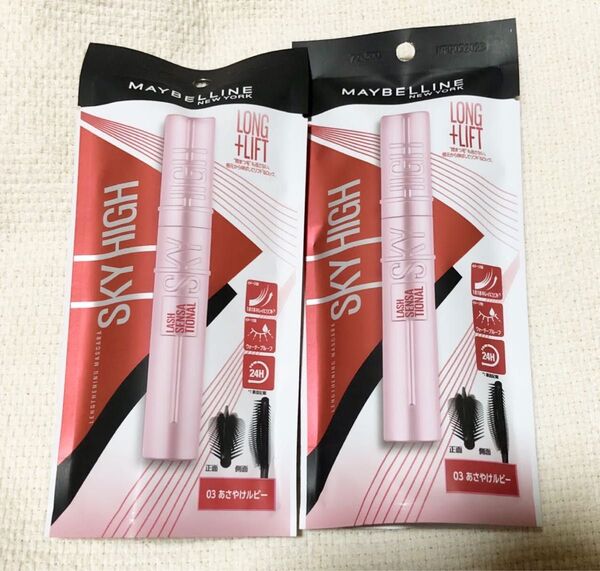 MAYBELLINE
NEW YORK
LONG
+LIFT
SKY HIGH
LENGTHENING MASCARA
SKY HIGH
LASH
SENSA
TIONAL
ウォータープルーフ
24H
正面 側面
03 あさやけルビー
MAYBELLINE
NEW YORK
LONG
+LIFT
SKY HIGH
SKY HIGH
LASH
SENSA
TIONAL
ウォータープルーフ
24H
正面 側面
03 あさやけルビー